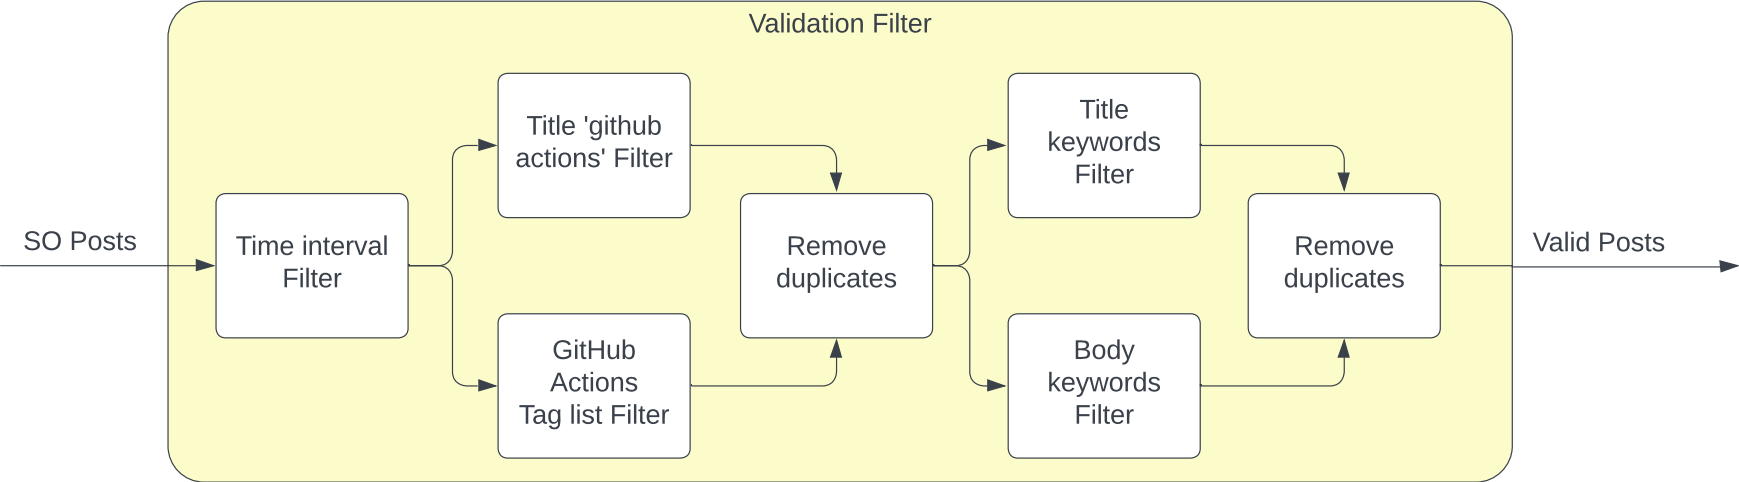 Validation Filter
SO Posts
Time interval
Filter
Title 'github
actions' Filter
GitHub
Actions
Tag list Filter
Remove
duplicates
Title
keywords
Filter
Body
keywords
Filter
Remove
duplicates
Valid Posts